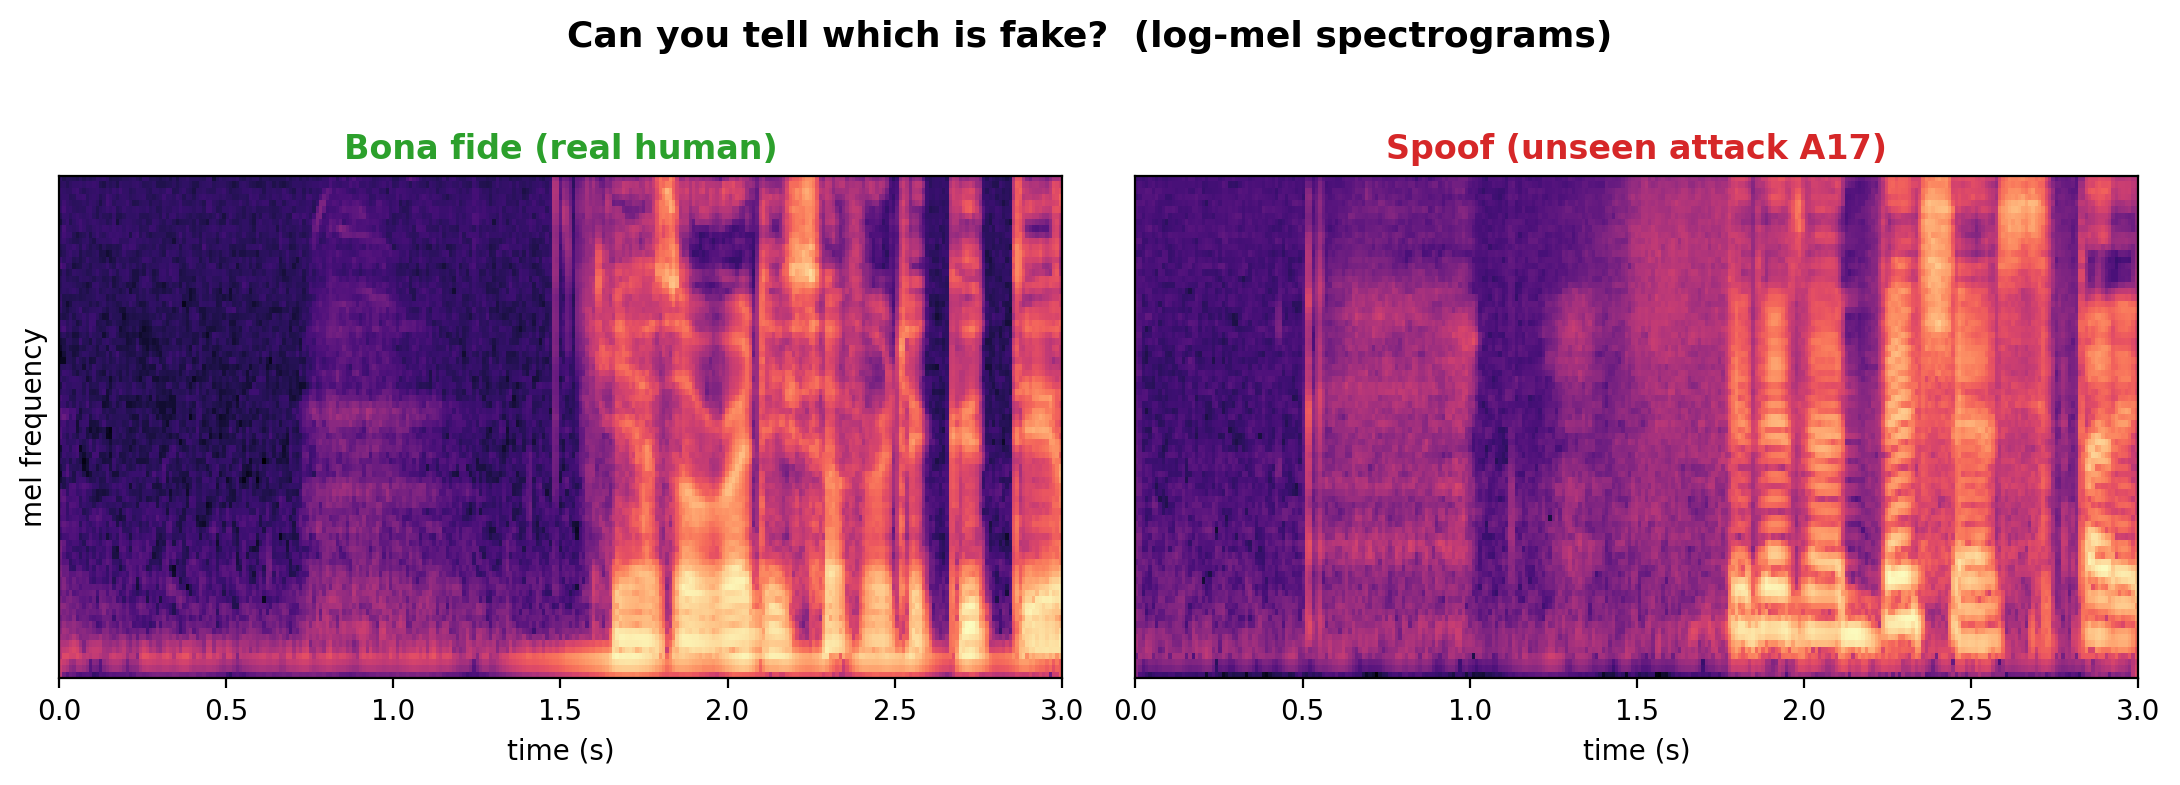 Can you tell which is fake?  (log-mel spectrograms)
Bona fide (real human)
Spoof (unseen attack A17)
mel frequency
0.0 0.5 1.0 1.5 2.0 2.5 3.0
0.0 0.5 1.0 1.5 2.0 2.5 3.0
time (s)
time (s)